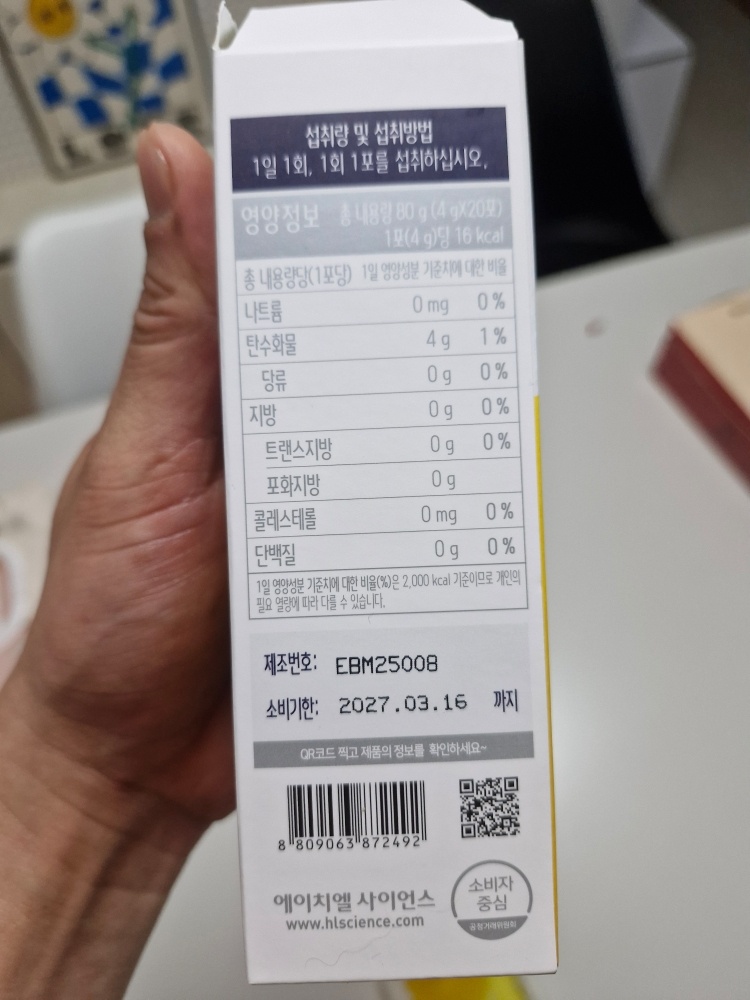 섭취량 및 섭취방법
1일 1회, 1회 1포를 섭취하십시오.
영양정보 총 내용량 80 g (4 gX20포)
1포(4 g)당 16 kcal
총 내용량당(1포당) 1일 영양성분 기준치에 대한 비율
나트륨 0 mg 0 %
탄수화물 4 g 1 %
당류 0 g 0 %
지방 0 g 0 %
트랜스지방 0 g 0 %
포화지방 0 g
콜레스테롤 0 mg 0 %
단백질 0 g 0 %
1일 영양성분 기준치에 대한 비율(%)은 2,000 kcal 기준이므로 개인의
필요 열량에 따라 다를 수 있습니다.
제조번호: EBM25008
소비기한: 2027.03.16 까지
QR코드 찍고 제품의 정보를 확인하세요~
8 809063 872492
에이치엘 사이언스
www.hlscience.com
소비자
중심
공정거래위원회